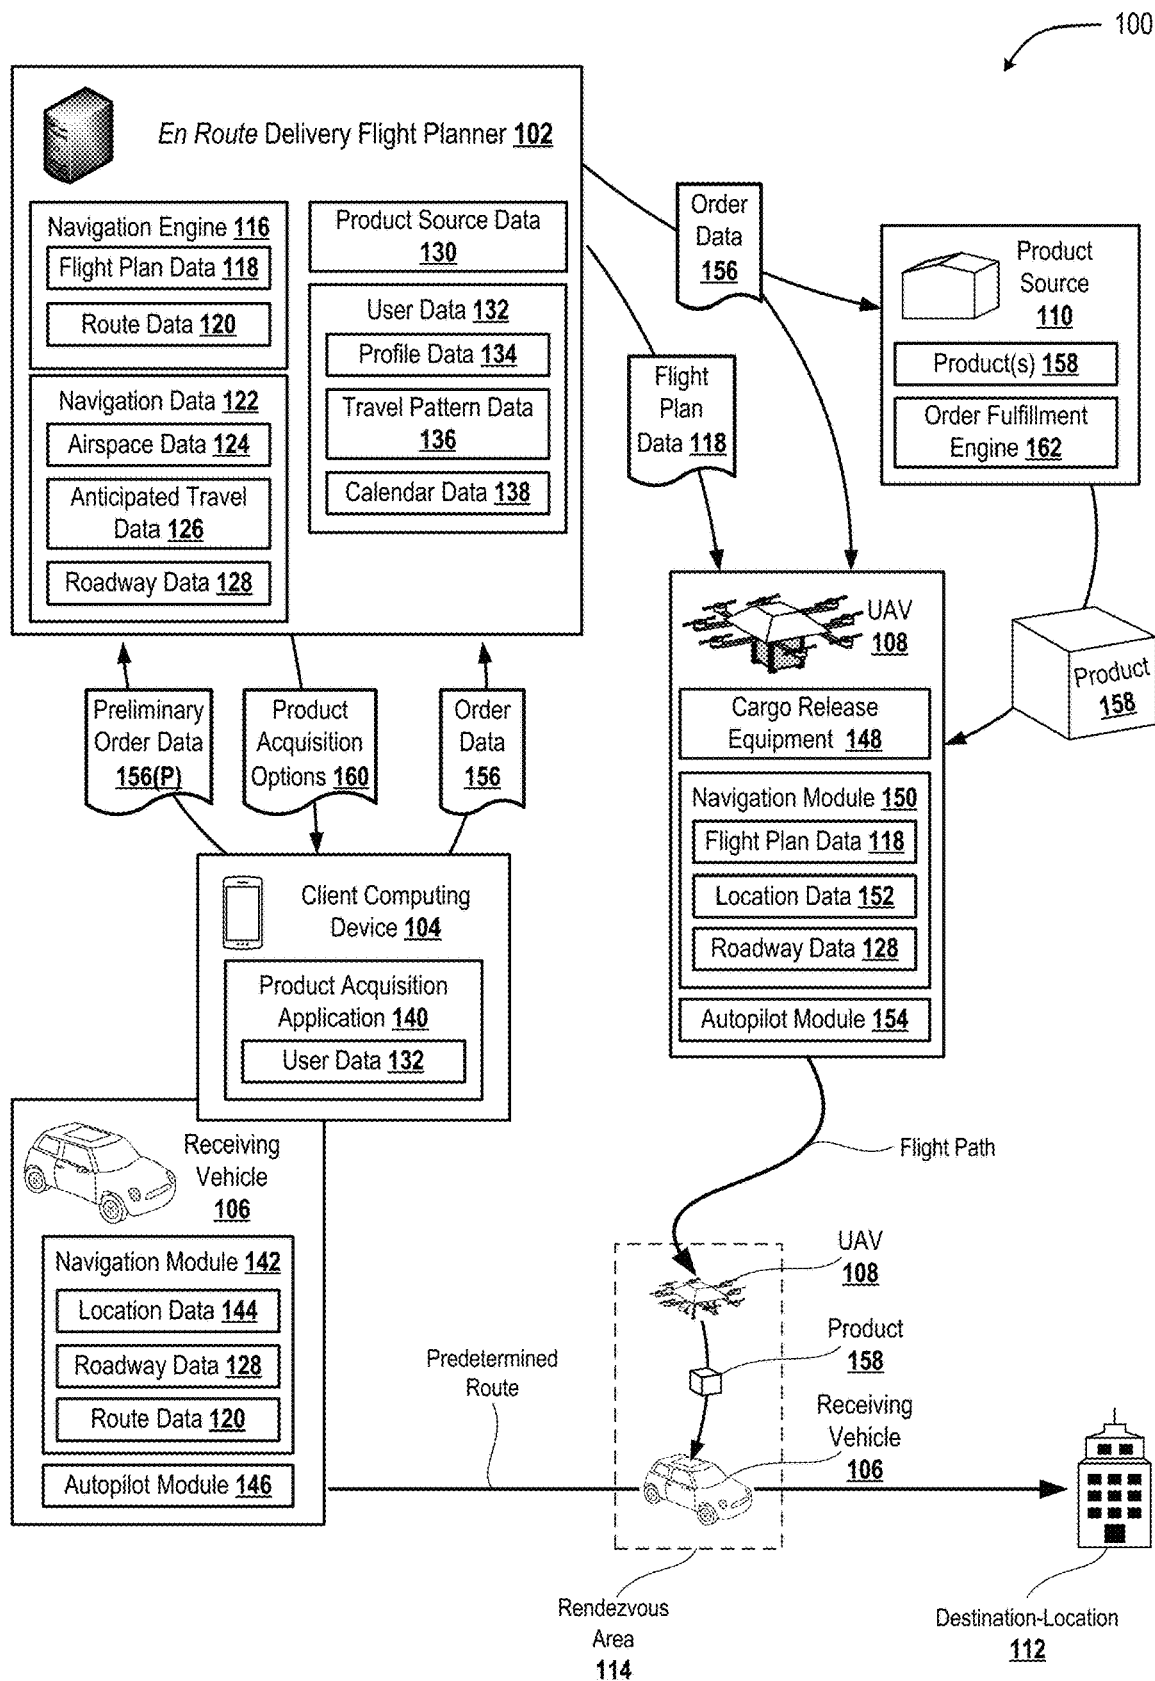 100
En Route Delivery Flight Planner 102
Navigation Engine 116
Flight Plan Data 118
Route Data 120
Navigation Data 122
Airspace Data 124
Anticipated Travel
Data 126
Roadway Data 128
Product Source Data
130
User Data 132
Profile Data 134
Travel Pattern Data
136
Calendar Data 138
Order
Data
156
Flight
Plan
Data 118
Product
Source
110
Product(s) 158
Order Fulfillment
Engine 162
Product
158
UAV
108
Cargo Release
Equipment 148
Navigation Module 150
Flight Plan Data 118
Location Data 152
Roadway Data 128
Autopilot Module 154
Preliminary
Order Data
156(P)
Product
Acquisition
Options 160
Order
Data
156
Client Computing
Device 104
Product Acquisition
Application 140
User Data 132
Receiving
Vehicle
106
Navigation Module 142
Location Data 144
Roadway Data 128
Route Data 120
Autopilot Module 146
Flight Path
UAV
108
Product
158
Receiving
Vehicle
106
Predetermined
Route
Rendezvous
Area
114
Destination-Location
112